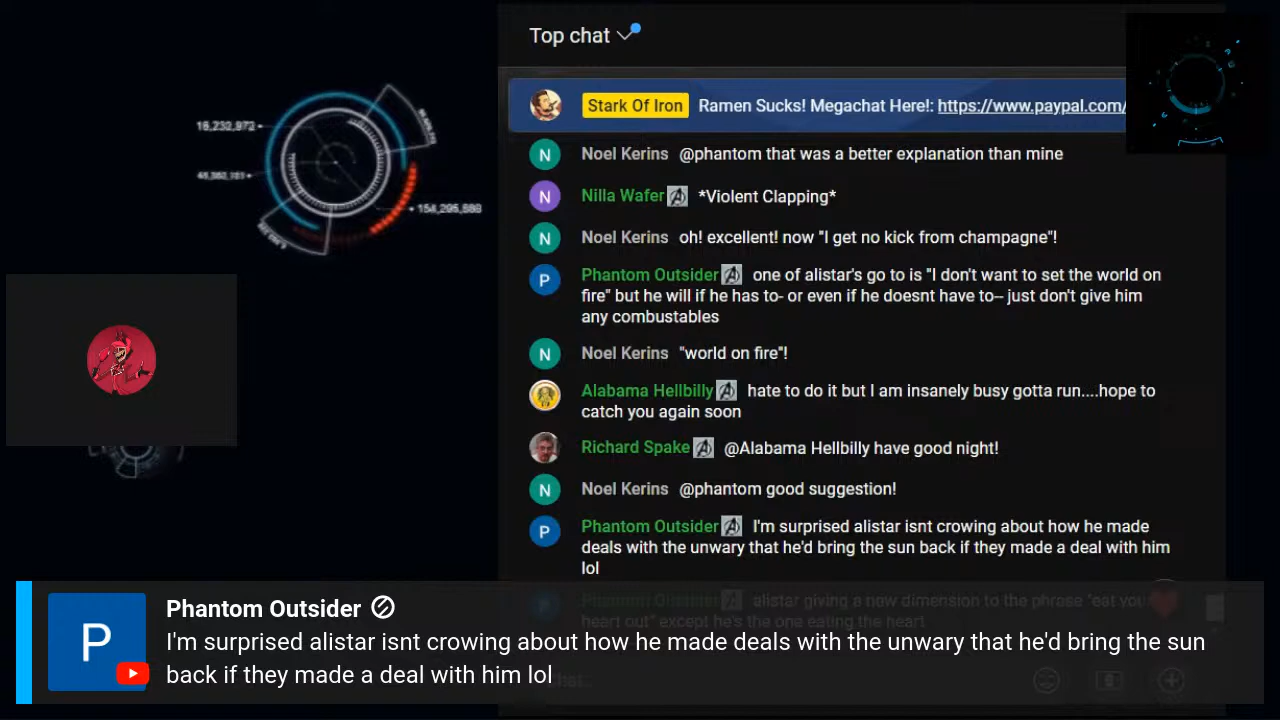 Top chat
Stark Of Iron Ramen Sucks! Megachat Here!: https://www.paypal.com/
N Noel Kerins @phantom that was a better explanation than mine
N Nilla Wafer *Violent Clapping*
N Noel Kerins oh! excellent! now "I get no kick from champagne"!
P Phantom Outsider one of alistar's go to is "I don't want to set the world on
fire" but he will if he has to- or even if he doesnt have to-- just don't give him
any combustables
N Noel Kerins "world on fire"!
Alabama Hellbilly hate to do it but I am insanely busy gotta run....hope to
catch you again soon
Richard Spake @Alabama Hellbilly have good night!
N Noel Kerins @phantom good suggestion!
P Phantom Outsider I'm surprised alistar isnt crowing about how he made
deals with the unwary that he'd bring the sun back if they made a deal with him
lol
Phantom Outsider alistar giving a new dimension to the phrase "eat your
heart out" except he's the one eating the heart
P Phantom Outsider
I'm surprised alistar isnt crowing about how he made deals with the unwary that he'd bring the sun
back if they made a deal with him lol